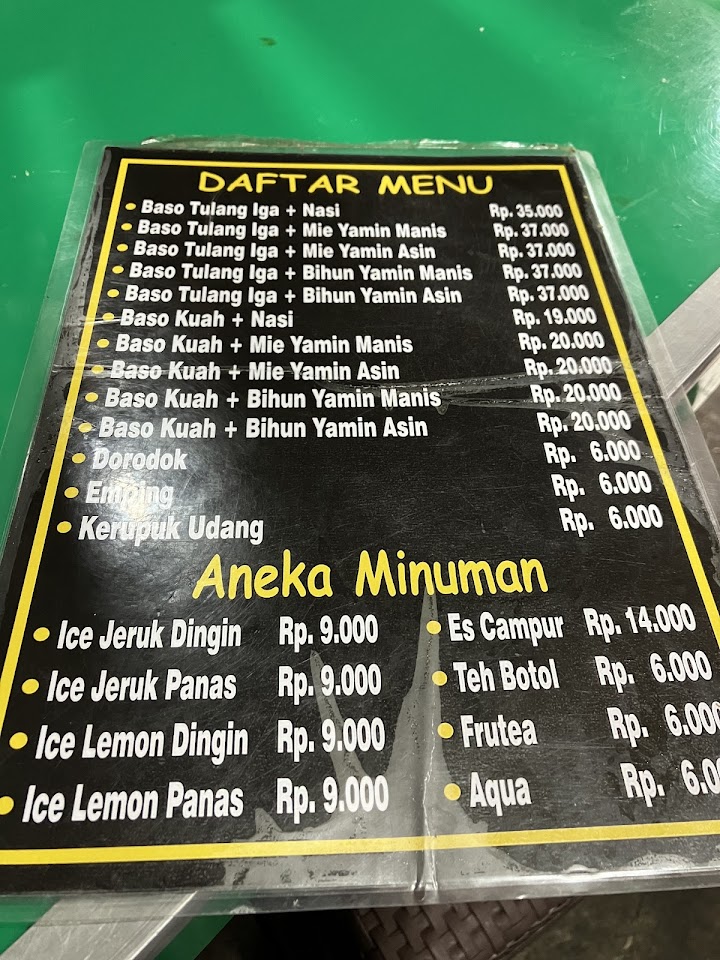 DAFTAR MENU
• Baso Tulang Iga + Nasi Rp. 35.000
• Baso Tulang Iga + Mie Yamin Manis Rp. 37.000
• Baso Tulang Iga + Mie Yamin Asin Rp. 37.000
• Baso Tulang Iga + Bihun Yamin Manis Rp. 37.000
• Baso Tulang Iga + Bihun Yamin Asin Rp. 37.000
• Baso Kuah + Nasi Rp. 19.000
• Baso Kuah + Mie Yamin Manis Rp. 20.000
• Baso Kuah + Mie Yamin Asin Rp. 20.000
• Baso Kuah + Bihun Yamin Manis Rp. 20.000
• Baso Kuah + Bihun Yamin Asin Rp. 20.000
• Dorodok Rp. 6.000
• Emping Rp. 6.000
• Kerupuk Udang Rp. 6.000
Aneka Minuman
• Ice Jeruk Dingin Rp. 9.000 • Es Campur Rp. 14.000
• Ice Jeruk Panas Rp. 9.000 • Teh Botol Rp. 6.000
• Ice Lemon Dingin Rp. 9.000 • Frutea Rp. 6.000
• Ice Lemon Panas Rp. 9.000 • Aqua Rp. 6.0